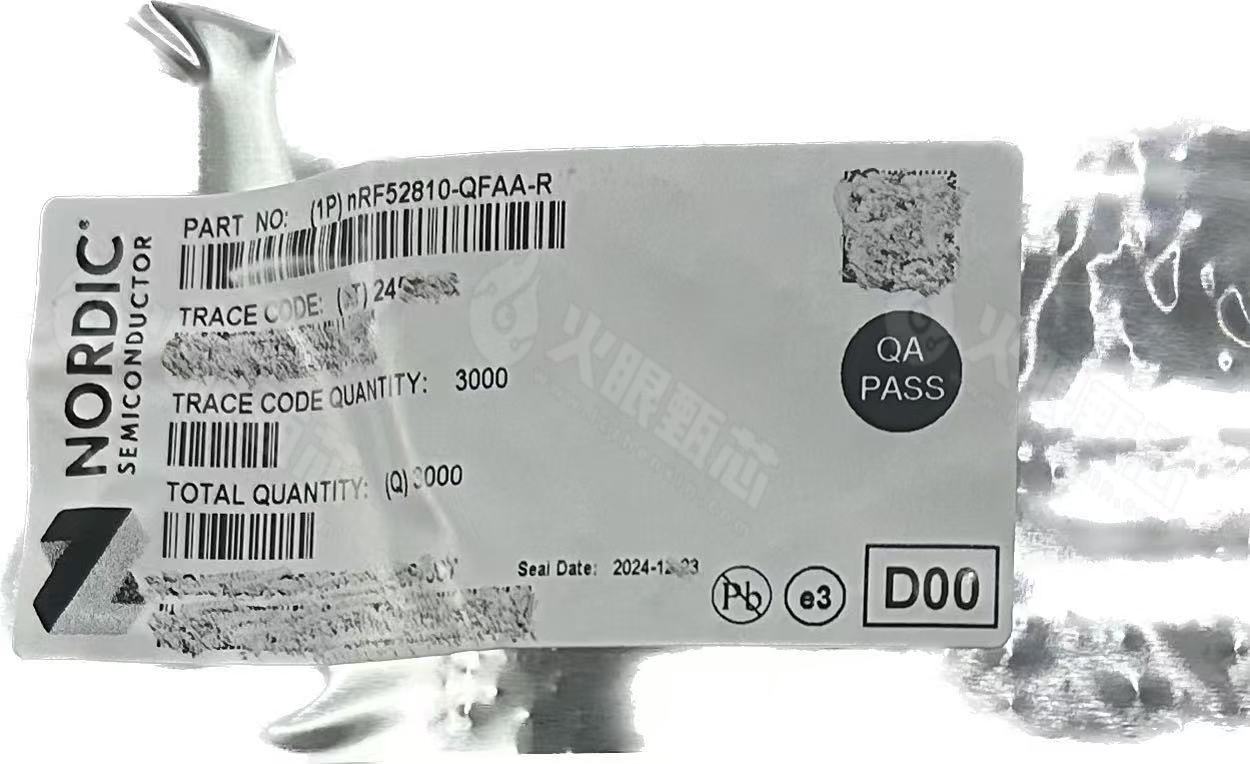 NORDIC
SEMICONDUCTOR
PART NO: (1P) nRF52810-QFAA-R
TRACE CODE: 24
TRACE CODE QUANTITY: 3000
TOTAL QUANTITY: (Q) 3000
Seal Date: 2024-12-23
QA
PASS
Pb
e3
D00
火眼甄芯